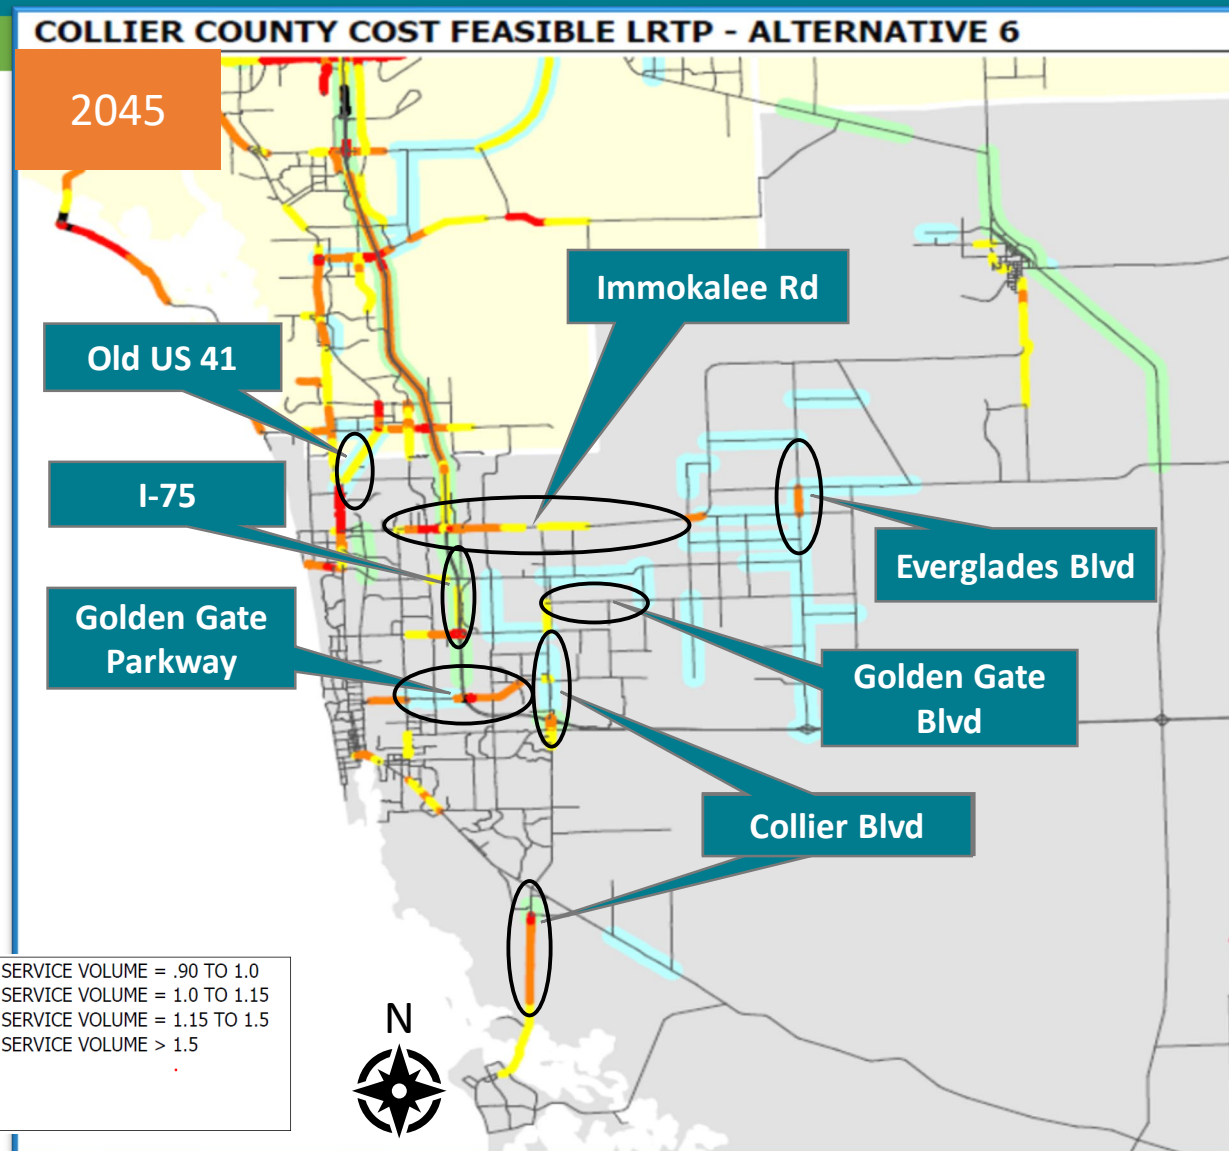 COLLIER COUNTY COST FEASIBLE LRTP - ALTERNATIVE 6
2045
Immokalee Rd
Old US 41
I-75
Everglades Blvd
Golden Gate
Parkway
Golden Gate
Blvd
Collier Blvd
SERVICE VOLUME = .90 TO 1.0
SERVICE VOLUME = 1.0 TO 1.15
SERVICE VOLUME = 1.15 TO 1.5
SERVICE VOLUME > 1.5
N